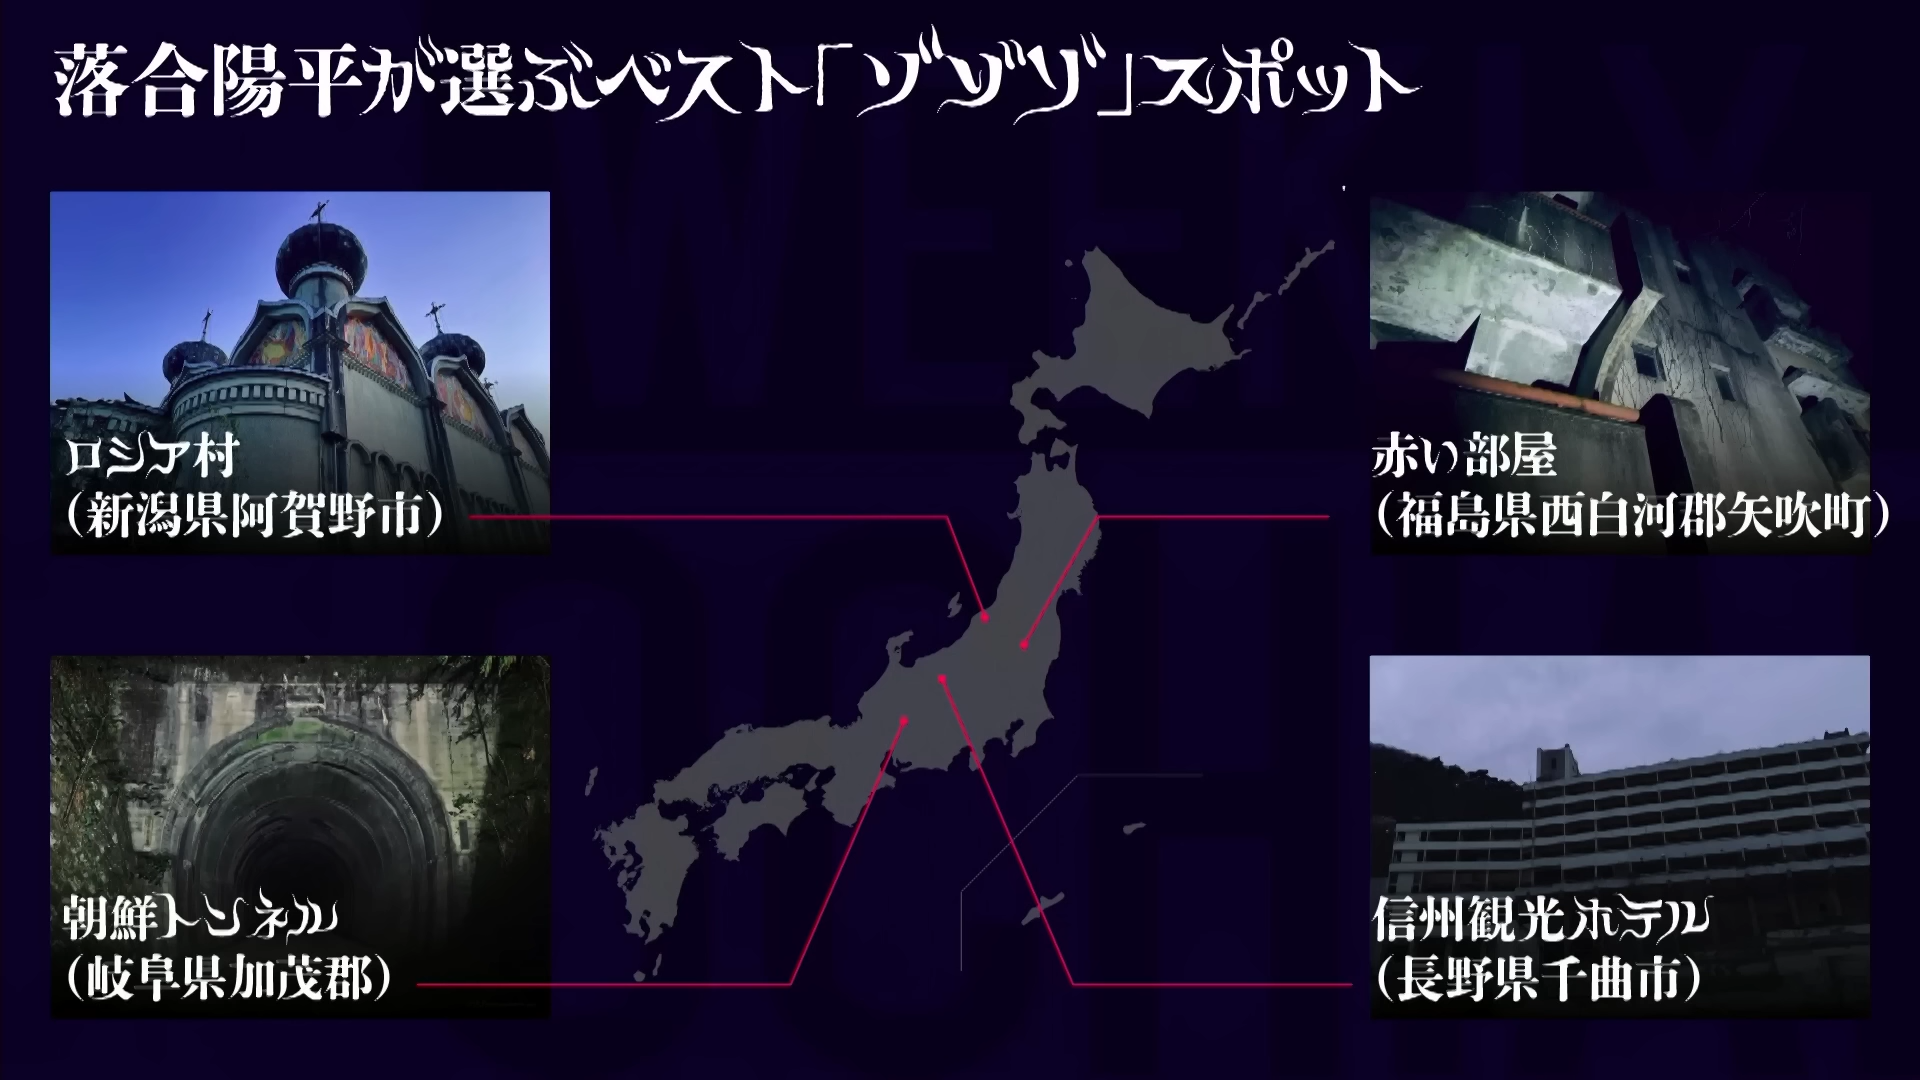 落合陽平が選ぶベスト「ゾゾゾ」スポット
ロシア村
（新潟県阿賀野市）
赤い部屋
（福島県西白河郡矢吹町）
朝鮮トンネル
（岐阜県加茂郡）
信州観光ホテル
（長野県千曲市）